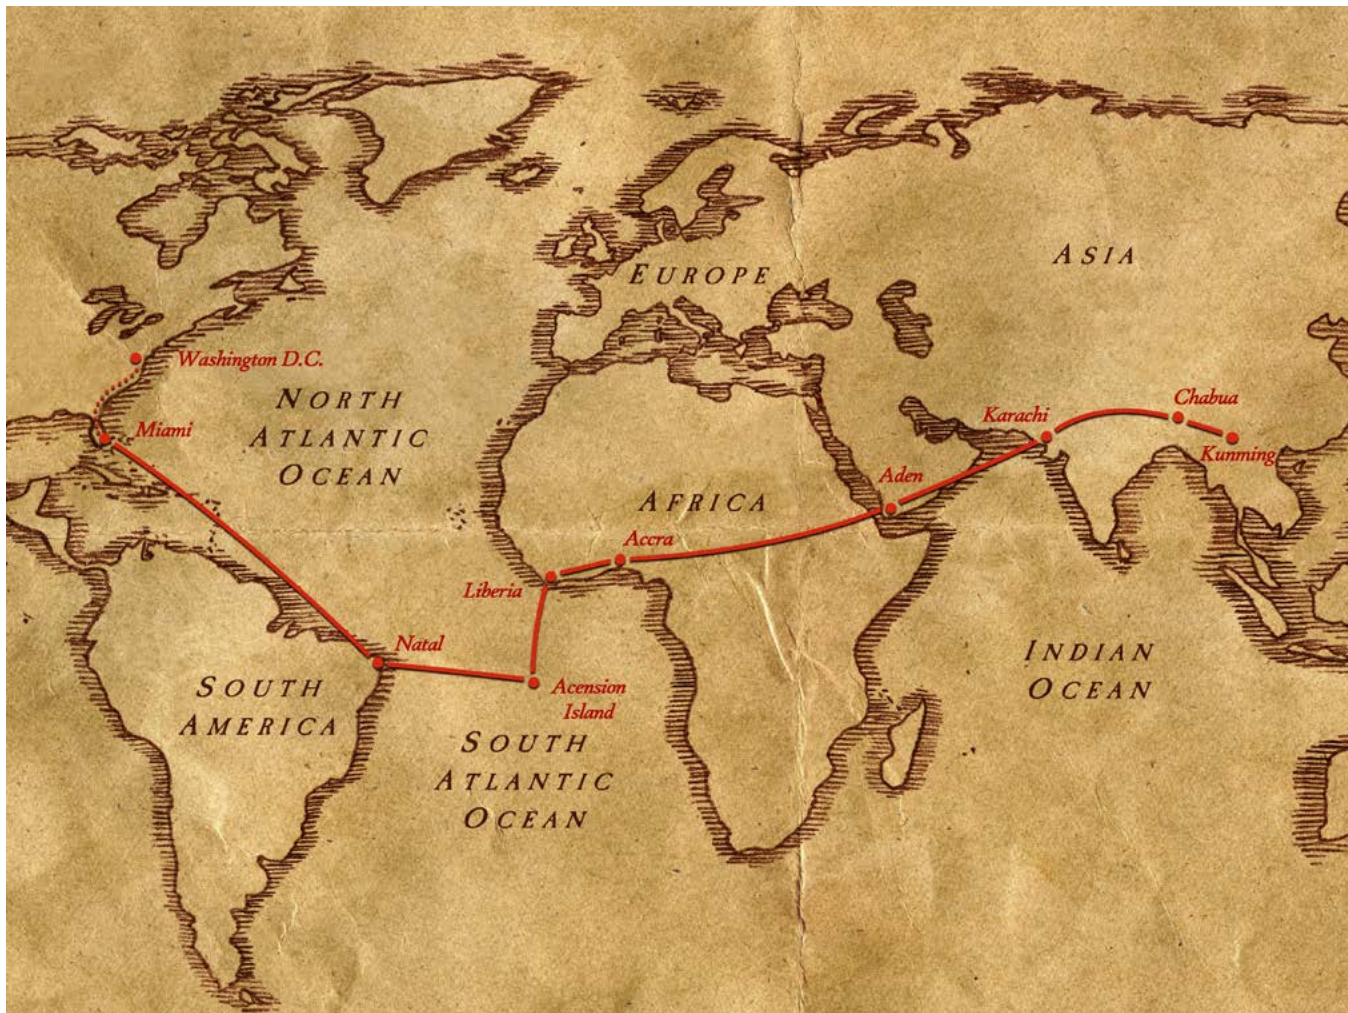 EUROPE
ASIA
Washington D.C.
NORTH
ATLANTIC
OCEAN
Miami
Chabua
Karachi
Kunming
Aden
AFRICA
Accra
Liberia
Natal
Acension
Island
SOUTH
AMERICA
INDIAN
OCEAN
SOUTH
ATLANTIC
OCEAN